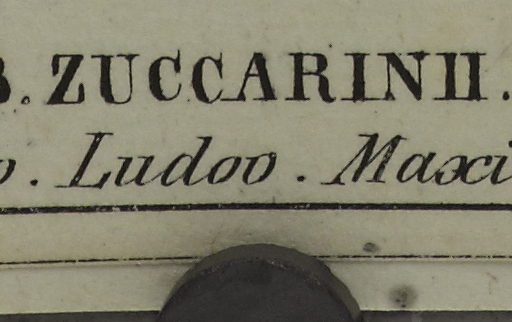 B. ZUCCARINII.
o. Ludov. Maxi